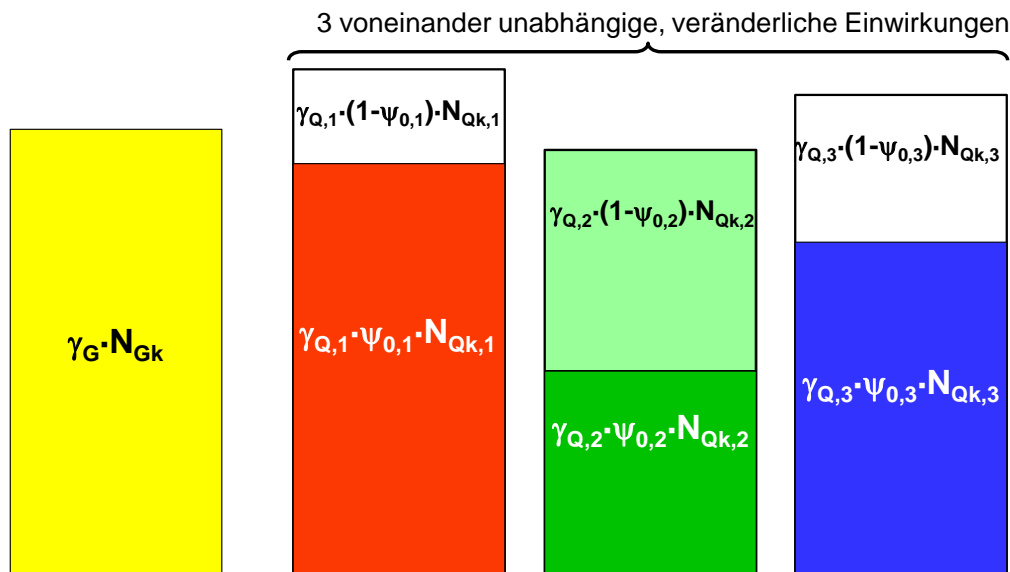 3 voneinander unabhängige, veränderliche Einwirkungen
γG·NGk
γQ,1·(1-ψ0,1)·NQk,1
γQ,1·ψ0,1·NQk,1
γQ,2·(1-ψ0,2)·NQk,2
γQ,2·ψ0,2·NQk,2
γQ,3·(1-ψ0,3)·NQk,3
γQ,3·ψ0,3·NQk,3